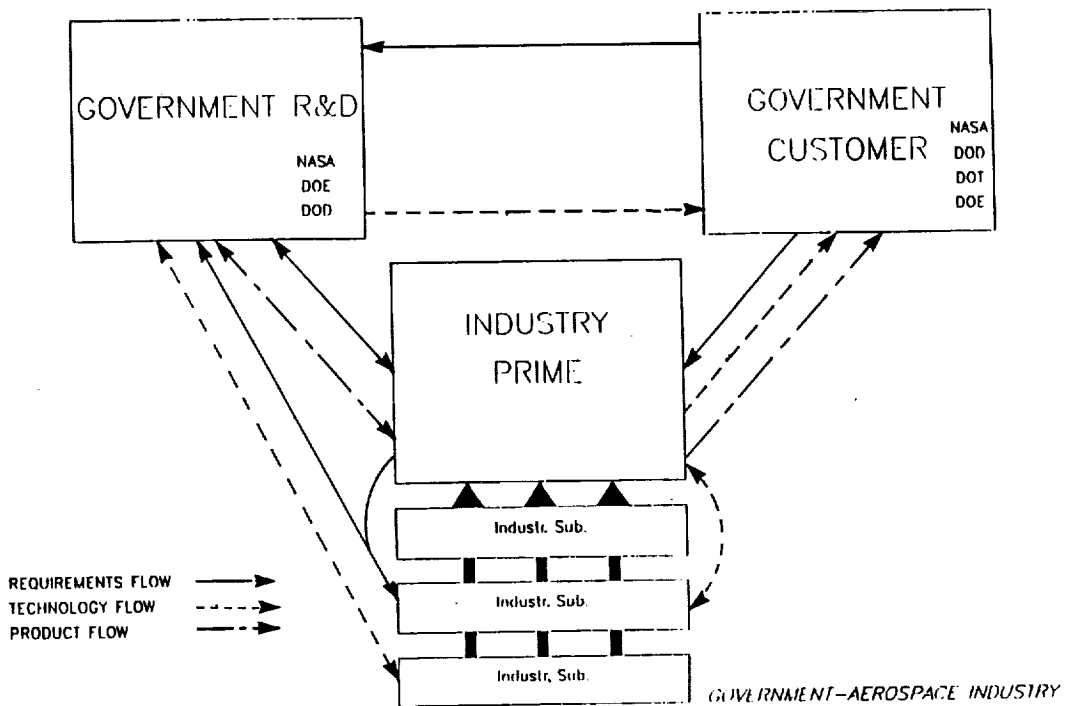 GOVERNMENT R&D
NASA
DOE
DOD
GOVERNMENT
CUSTOMER
NASA
DOD
DOT
DOE
INDUSTRY
PRIME
Industr. Sub.
Industr. Sub.
Industr. Sub.
REQUIREMENTS FLOW
TECHNOLOGY FLOW
PRODUCT FLOW
GOVERNMENT-AEROSPACE INDUSTRY